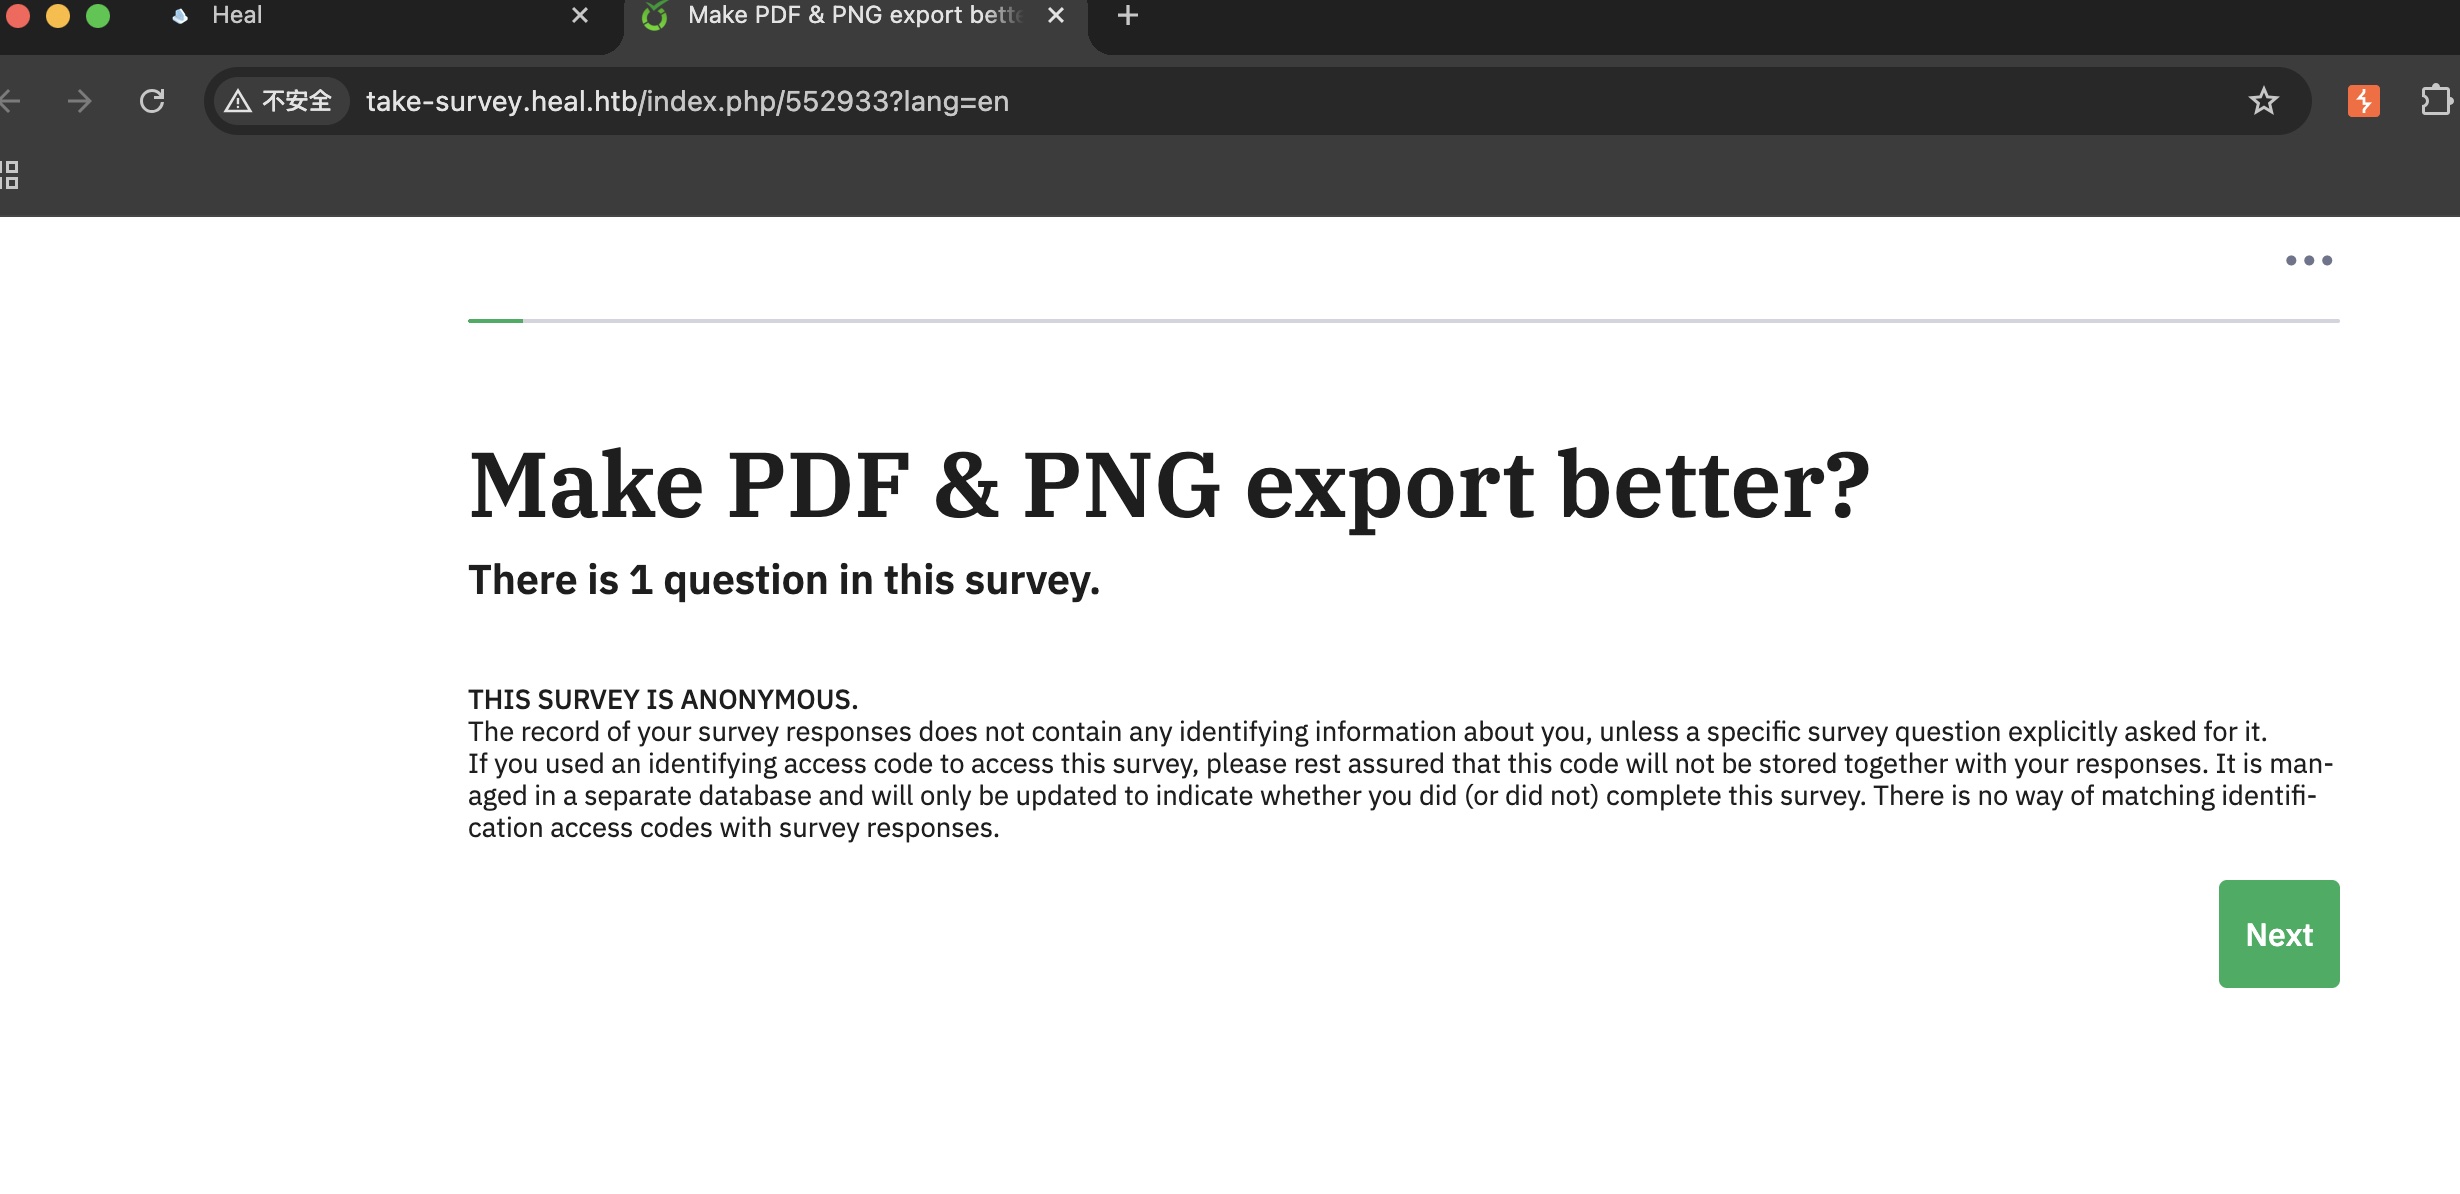 Heal
Make PDF & PNG export bette
不安全
take-survey.heal.htb/index.php/552933?lang=en
Make PDF & PNG export better?
There is 1 question in this survey.
THIS SURVEY IS ANONYMOUS.
The record of your survey responses does not contain any identifying information about you, unless a specific survey question explicitly asked for it.
If you used an identifying access code to access this survey, please rest assured that this code will not be stored together with your responses. It is man-
aged in a separate database and will only be updated to indicate whether you did (or did not) complete this survey. There is no way of matching identifi-
cation access codes with survey responses.
Next